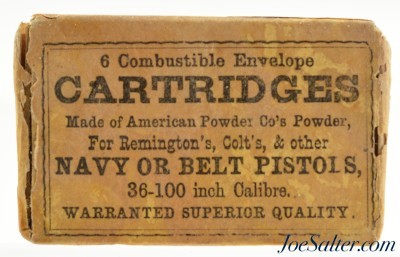 6 Combustible Envelope
CARTRIDGES
Made of American Powder Co's Powder,
For Remington's, Colt's, & other
NAVY OR BELT PISTOLS,
36-100 inch Calibre.
WARRANTED SUPERIOR QUALITY.
JoeSalter.com